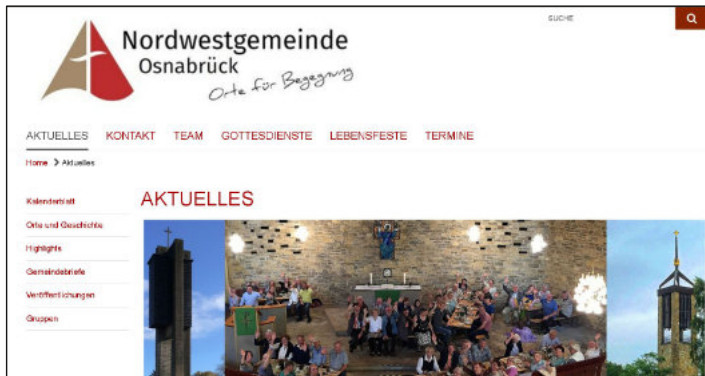 Nordwestgemeinde
Osnabrück
Orte für Begegnung
SUCHE
AKTUELLES KONTAKT TEAM GOTTESDIENSTE LEBENSFESTE TERMINE
Home > Aktuelles
Kalenderblatt
Orte und Geschichte
Highlights
Gemeindebriefe
Veröffentlichungen
Gruppen
AKTUELLES